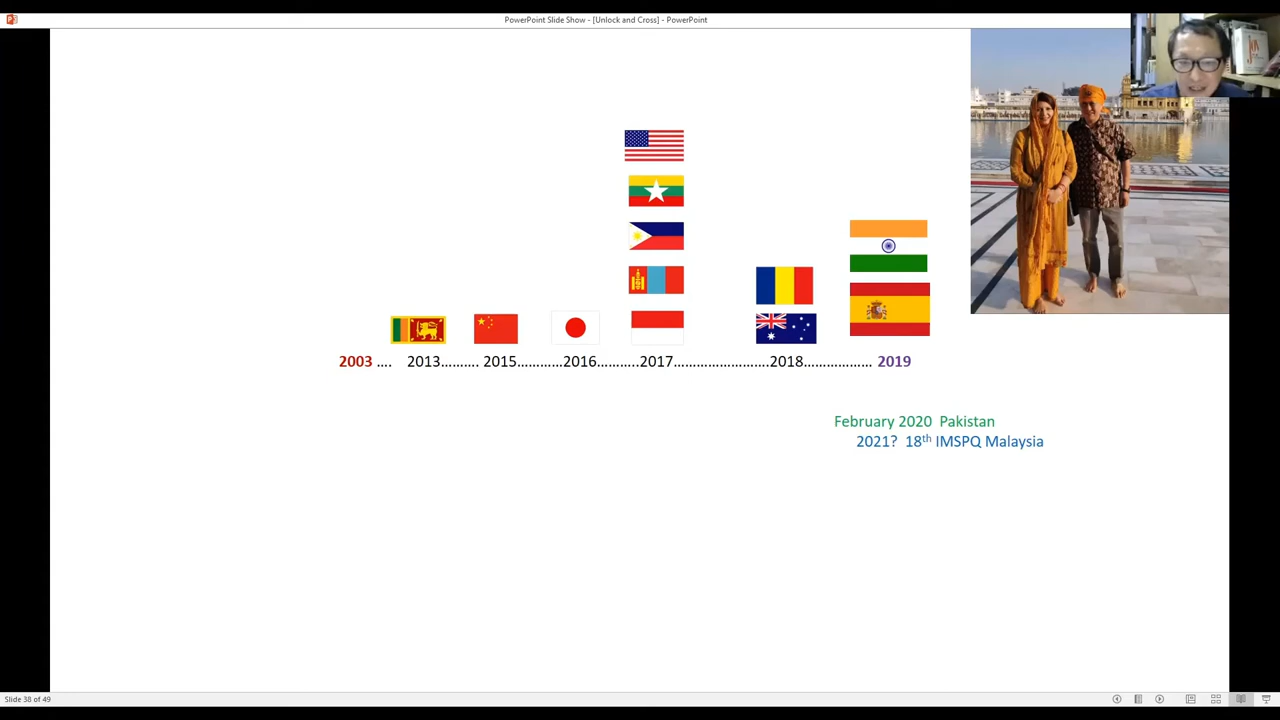 PowerPoint Slide Show - [Unlock and Cross] - PowerPoint
2003 .... 2013......... 2015............2016...........2017........................2018.................. 2019
February 2020 Pakistan
2021? 18th IMSPQ Malaysia
Slide 38 of 49